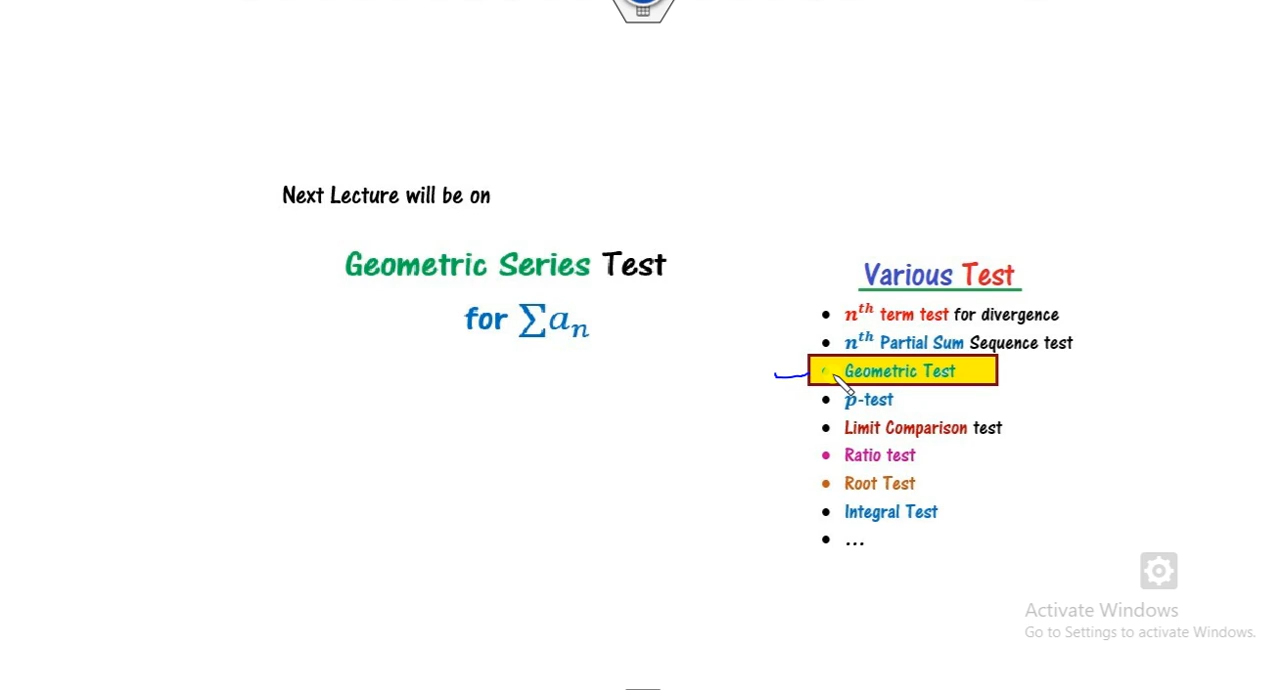 Next Lecture will be on
Geometric Series Test
for ∑aₙ
Various Test
• nᵗʰ term test for divergence
• nᵗʰ Partial Sum Sequence test
• Geometric Test
• p-test
• Limit Comparison test
• Ratio test
• Root Test
• Integral Test
• ...
Activate Windows
Go to Settings to activate Windows.